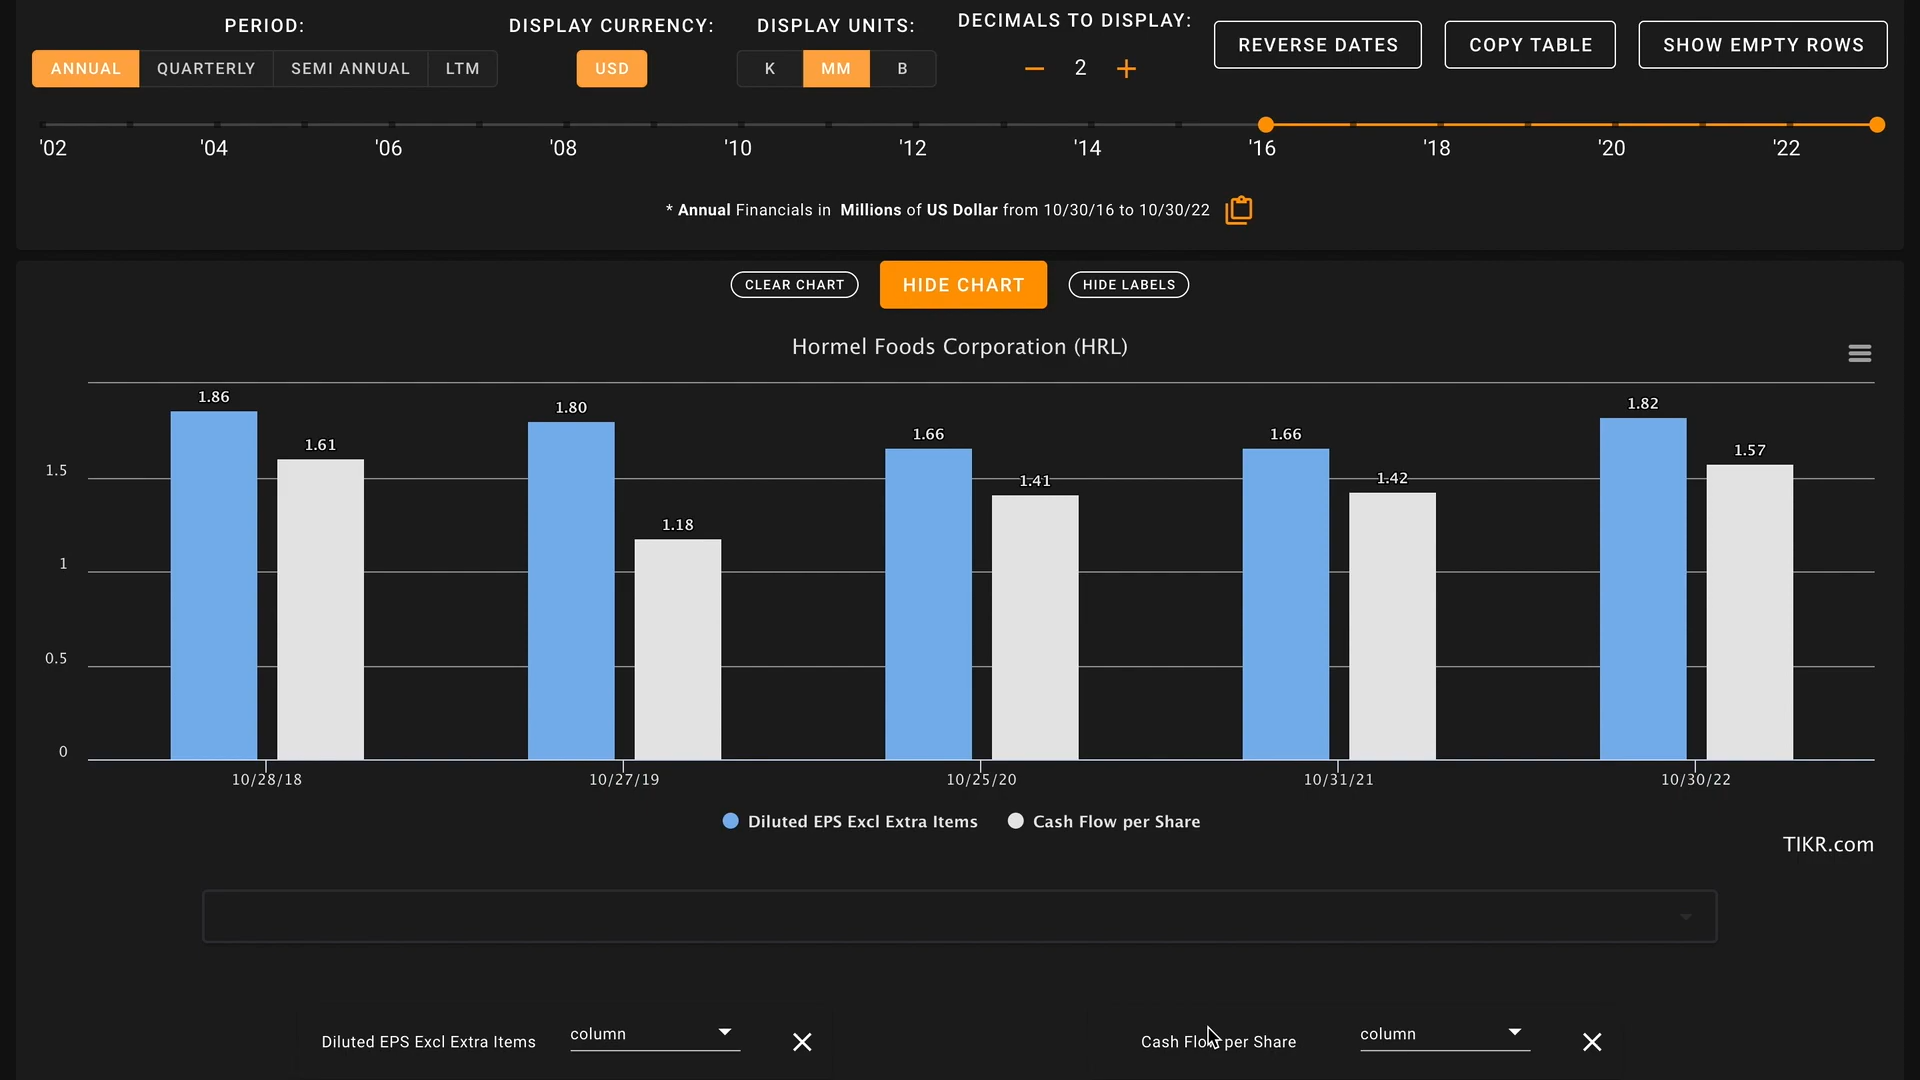 PERIOD:
DISPLAY CURRENCY:
DISPLAY UNITS:
DECIMALS TO DISPLAY:
ANNUAL QUARTERLY SEMI ANNUAL LTM
USD
K MM B
2
REVERSE DATES
COPY TABLE
SHOW EMPTY ROWS
'02 '04 '06 '08 '10 '12 '14 '16 '18 '20 '22
* Annual Financials in Millions of US Dollar from 10/30/16 to 10/30/22
CLEAR CHART
HIDE CHART
HIDE LABELS
Hormel Foods Corporation (HRL)
1.86 1.61 1.80 1.18 1.66 1.41 1.66 1.42 1.82 1.57
1.5
1
0.5
0
10/28/18 10/27/19 10/25/20 10/31/21 10/30/22
Diluted EPS Excl Extra Items Cash Flow per Share
TIKR.com
Diluted EPS Excl Extra Items column
Cash Flow per Share column